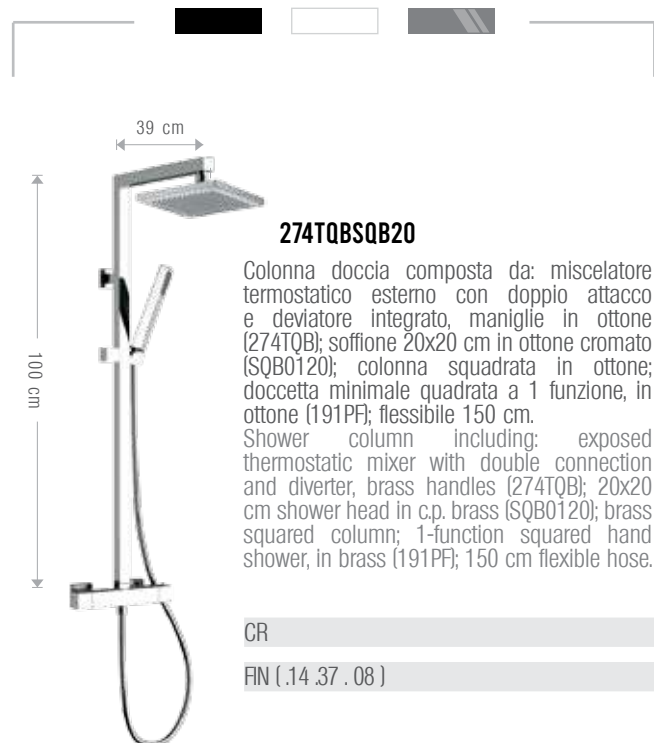 39 cm
100 cm
274TQBSQB20
Colonna doccia composta da: miscelatore
termostatico esterno con doppio attacco
e deviatore integrato, maniglie in ottone
(274TQB); soffione 20x20 cm in ottone cromato
(SQB0120); colonna squadrata in ottone;
doccetta minimale quadrata a 1 funzione, in
ottone (191PF); flessibile 150 cm.
Shower column including: exposed
thermostatic mixer with double connection
and diverter, brass handles (274TQB); 20x20
cm shower head in c.p. brass (SQB0120); brass
squared column; 1-function squared hand
shower, in brass (191PF); 150 cm flexible hose.
CR
FIN ( .14 .37 . 08 )